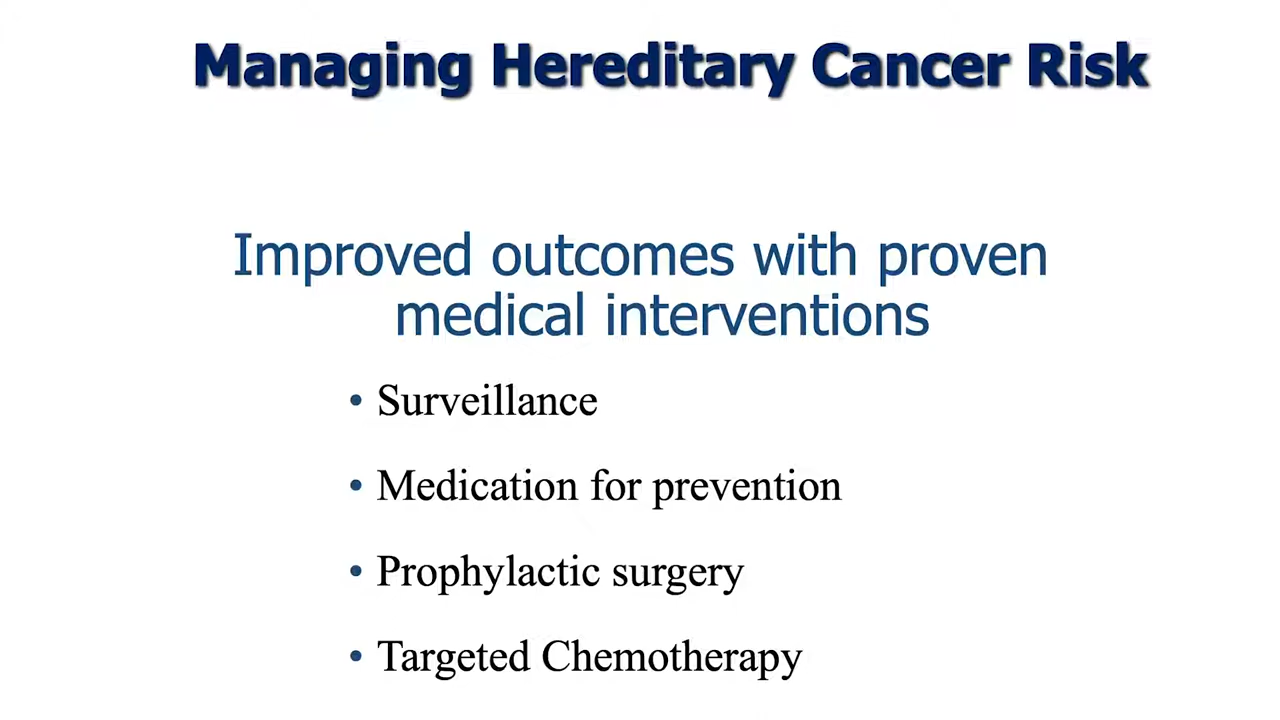 Managing Hereditary Cancer Risk
Improved outcomes with proven
medical interventions
• Surveillance
• Medication for prevention
• Prophylactic surgery
• Targeted Chemotherapy